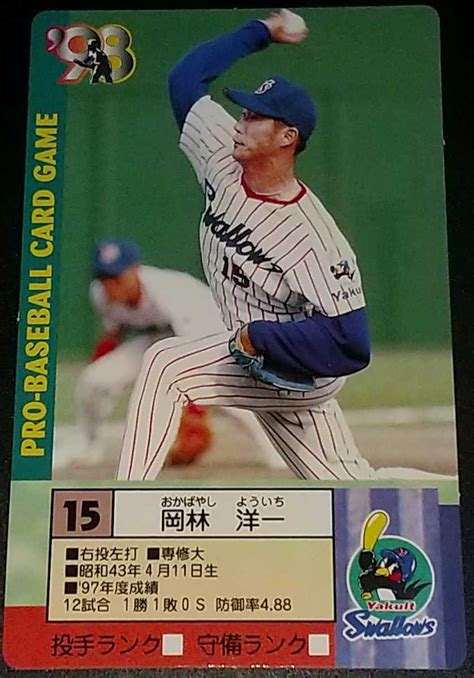 '98
PRO-BASEBALL CARD GAME
Swallows
15
Yakult
15
おかばやし よういち
岡林 洋一
■右投左打 ■専修大
■昭和43年4月11日生
■'97年度成績
12試合 1勝1敗0S 防御率4.88
Yakult
Swallows
投手ランク 守備ランク